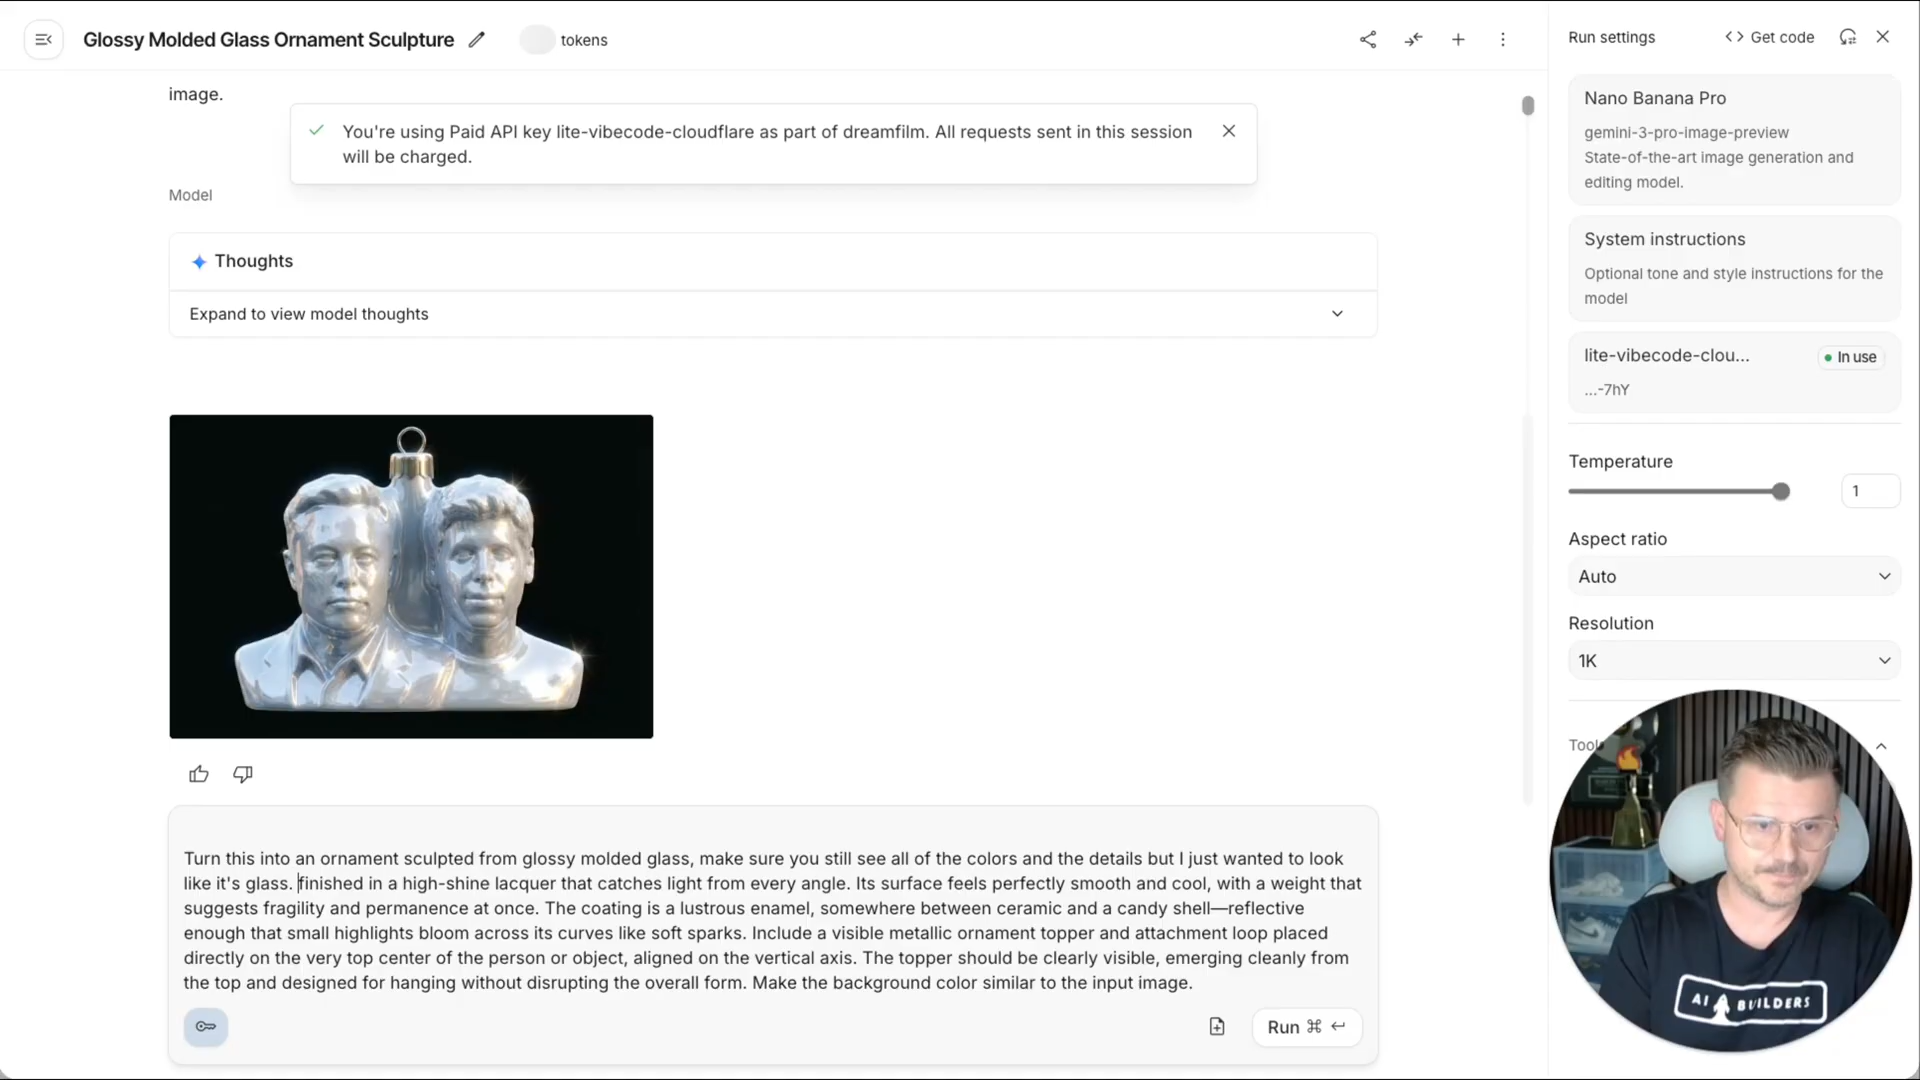 Glossy Molded Glass Ornament Sculpture
tokens
Run settings
Get code
image.
You're using Paid API key lite-vibecode-cloudflare as part of dreamfilm. All requests sent in this session
will be charged.
Model
Thoughts
Expand to view model thoughts
Turn this into an ornament sculpted from glossy molded glass, make sure you still see all of the colors and the details but I just wanted to look
like it's glass. finished in a high-shine lacquer that catches light from every angle. Its surface feels perfectly smooth and cool, with a weight that
suggests fragility and permanence at once. The coating is a lustrous enamel, somewhere between ceramic and a candy shell—reflective
enough that small highlights bloom across its curves like soft sparks. Include a visible metallic ornament topper and attachment loop placed
directly on the very top center of the person or object, aligned on the vertical axis. The topper should be clearly visible, emerging cleanly from
the top and designed for hanging without disrupting the overall form. Make the background color similar to the input image.
Run ⌘ ↵
Nano Banana Pro
gemini-3-pro-image-preview
State-of-the-art image generation and
editing model.
System instructions
Optional tone and style instructions for the
model
lite-vibecode-clou...
In use
...-7hY
Temperature
1
Aspect ratio
Auto
Resolution
1K
Tool
AI BUILDERS